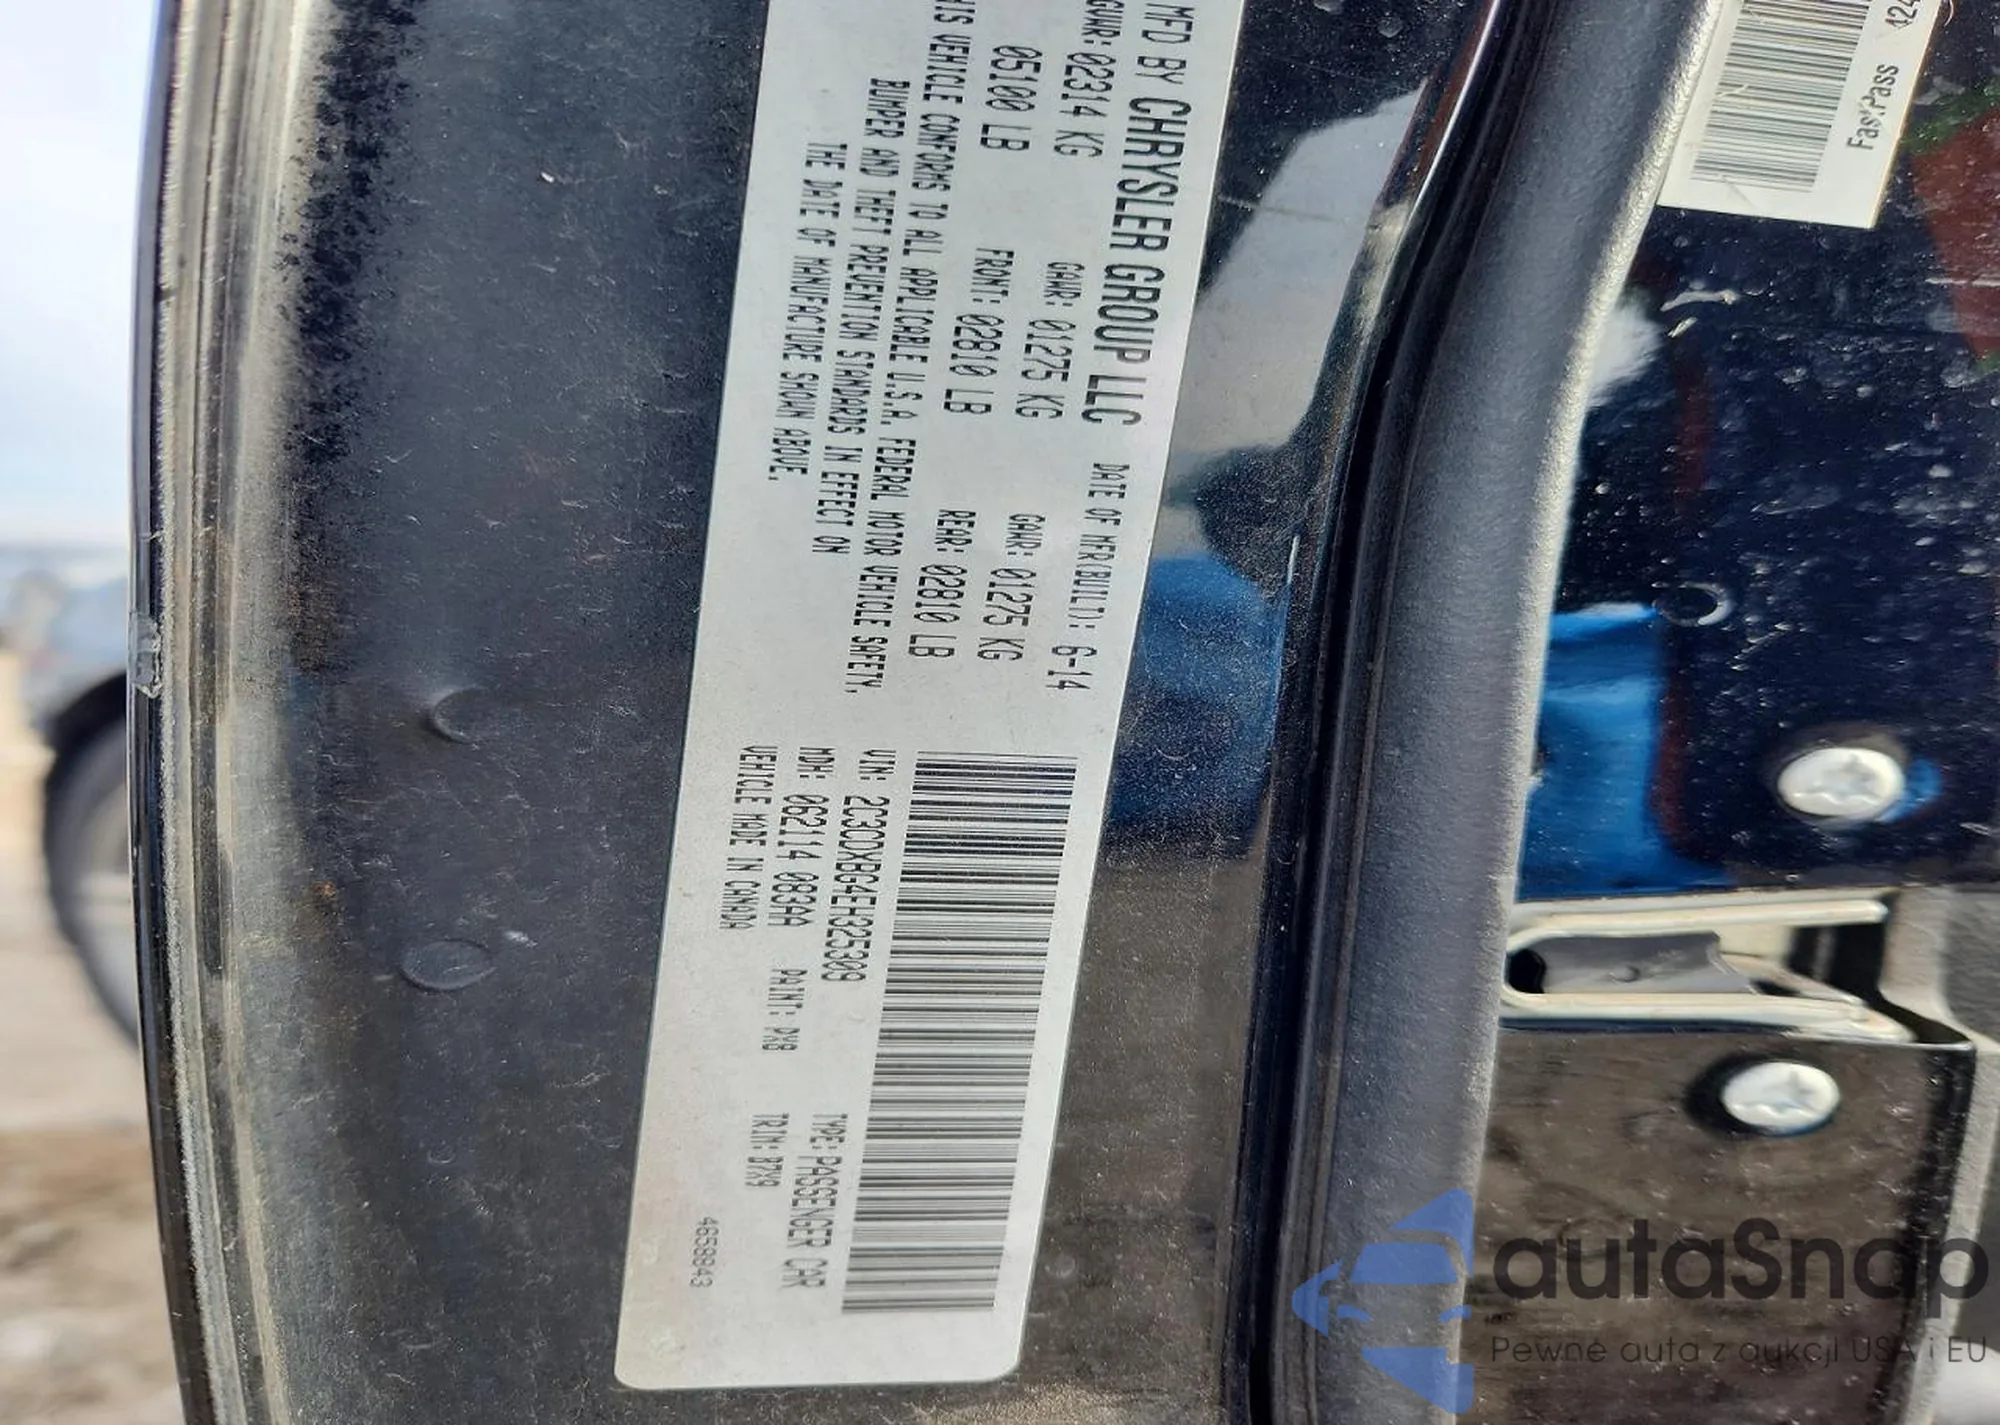 MFD BY CHRYSLER GROUP LLC DATE OF MFR(BUILT): 6-14
GVWR: 02314 KG GAWR: 01275 KG GAWR: 01275 KG
05100 LB FRONT: 02810 LB REAR: 02810 LB
THIS VEHICLE CONFORMS TO ALL APPLICABLE U.S.A. FEDERAL MOTOR VEHICLE SAFETY,
BUMPER AND THEFT PREVENTION STANDARDS IN EFFECT ON
THE DATE OF MANUFACTURE SHOWN ABOVE.
VIN: 2C3CDXBG4EH325309 TYPE: PASSENGER CAR
MDH: 062114 083AA PAINT: PX8 TRIM: B7X9
VEHICLE MADE IN CANADA 4658843
FastPass
autaSnap
Pewne auta z aukcji USA i EU